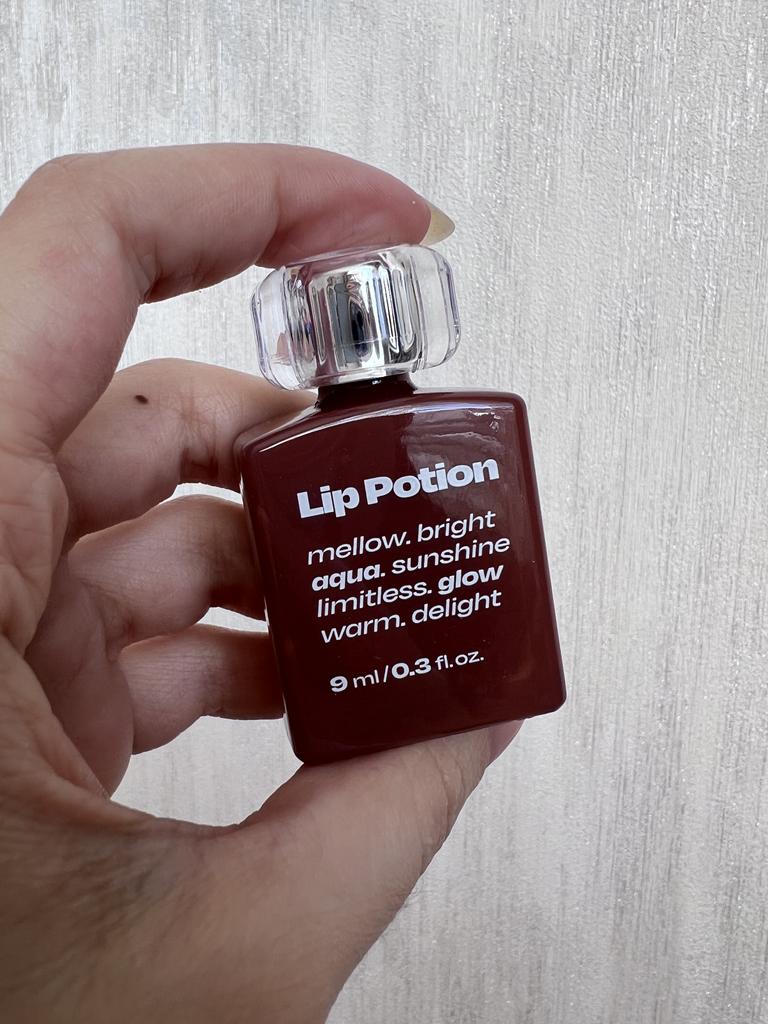 Lip Potion
mellow. bright
aqua. sunshine
limitless. glow
warm. delight
9 ml / 0.3 fl. oz.